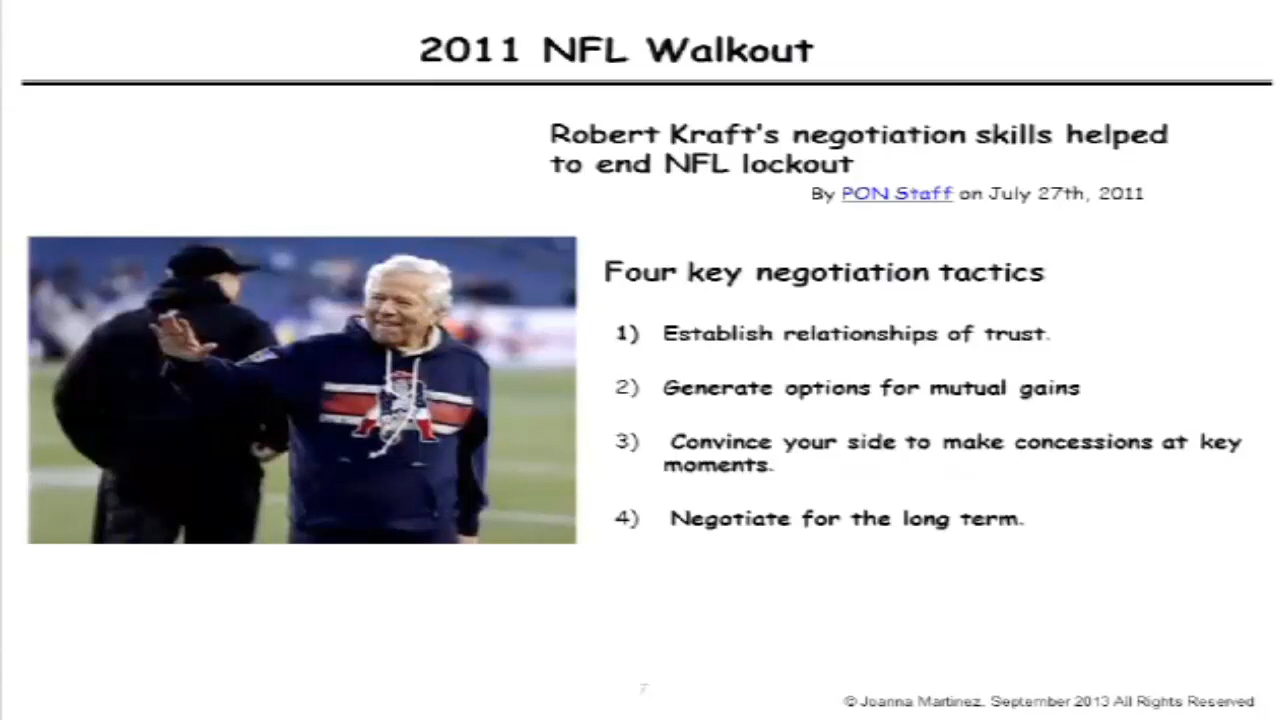 2011 NFL Walkout
Robert Kraft's negotiation skills helped
to end NFL lockout
By PON Staff on July 27th, 2011
Four key negotiation tactics
1) Establish relationships of trust.
2) Generate options for mutual gains
3) Convince your side to make concessions at key
moments.
4) Negotiate for the long term.
7
© Joanna Martinez, September 2013 All Rights Reserved